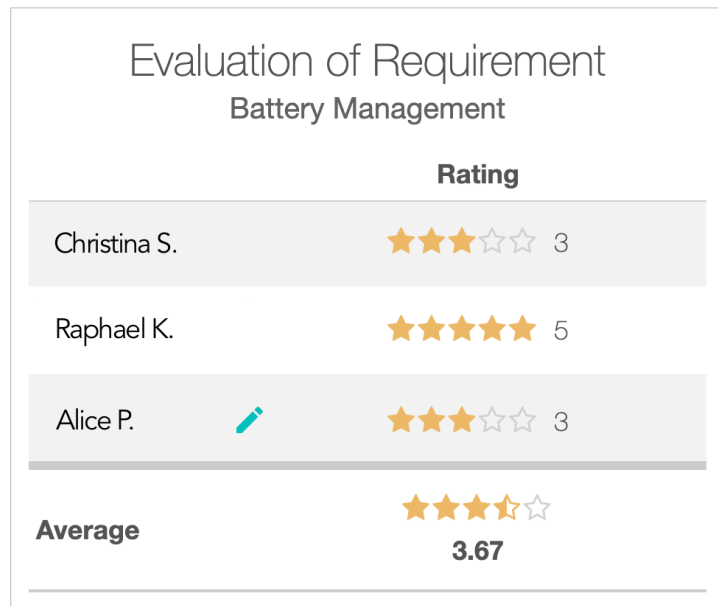 Evaluation of Requirement
Battery Management
Rating
Christina S. 3
Raphael K. 5
Alice P. 3
Average
3.67